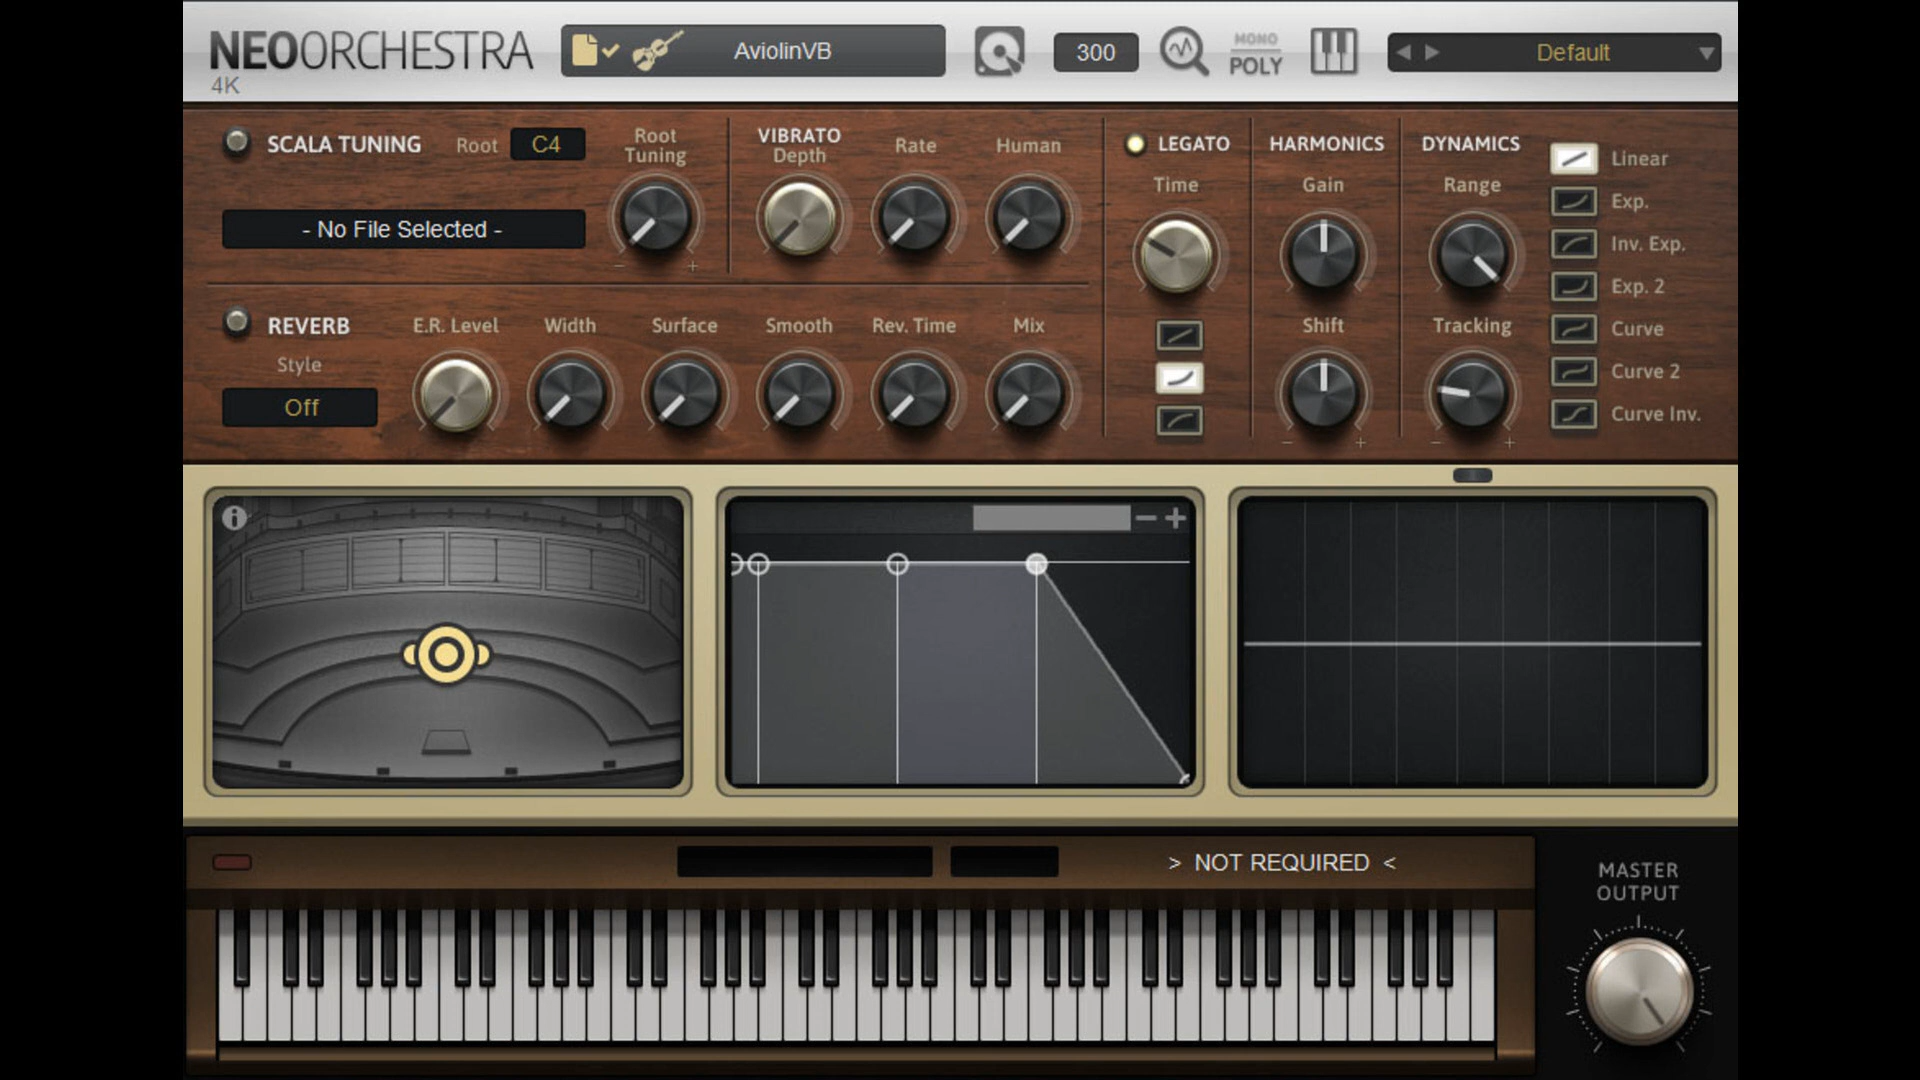 NEOORCHESTRA
4K
AviolinVB
300
MONO
POLY
Default
SCALA TUNING
Root
C4
Root
Tuning
- No File Selected -
VIBRATO
Depth
Rate
Human
LEGATO
Time
HARMONICS
Gain
Shift
DYNAMICS
Range
Tracking
Linear
Exp.
Inv. Exp.
Exp. 2
Curve
Curve 2
Curve Inv.
REVERB
Style
Off
E.R. Level
Width
Surface
Smooth
Rev. Time
Mix
> NOT REQUIRED <
MASTER
OUTPUT